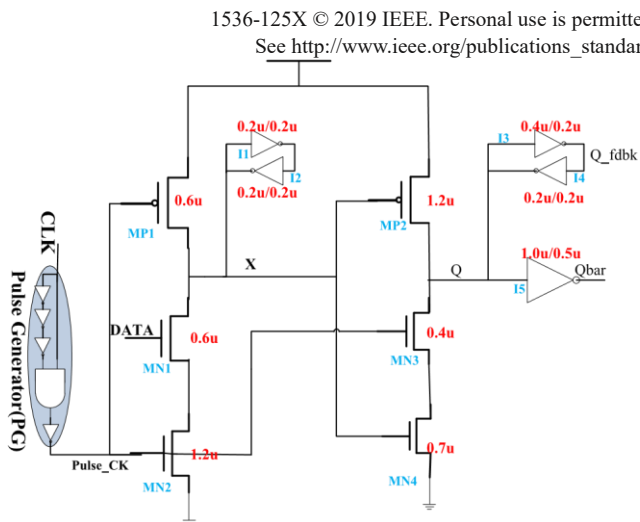 1536-125X © 2019 IEEE. Personal use is permitte
See http://www.ieee.org/publications_standar
0.2u/0.2u
I1
I2
0.2u/0.2u
0.4u/0.2u
I3
Q_fdbk
I4
0.2u/0.2u
0.6u
MP1
1.2u
MP2
CLK
Pulse Generator(PG)
X
Q
1.0u/0.5u
Qbar
I5
DATA
0.6u
MN1
0.4u
MN3
Pulse_CK
1.2u
MN2
0.7u
MN4